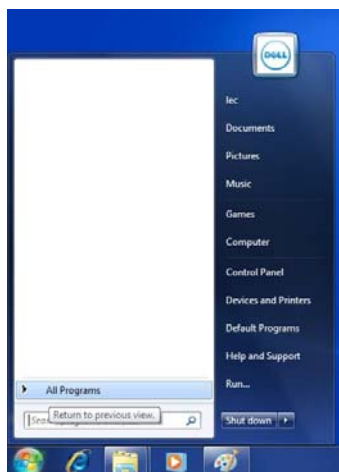 DELL
lec
Documents
Pictures
Music
Games
Computer
Control Panel
Devices and Printers
Default Programs
Help and Support
Run...
All Programs
Return to previous view.
Shut down